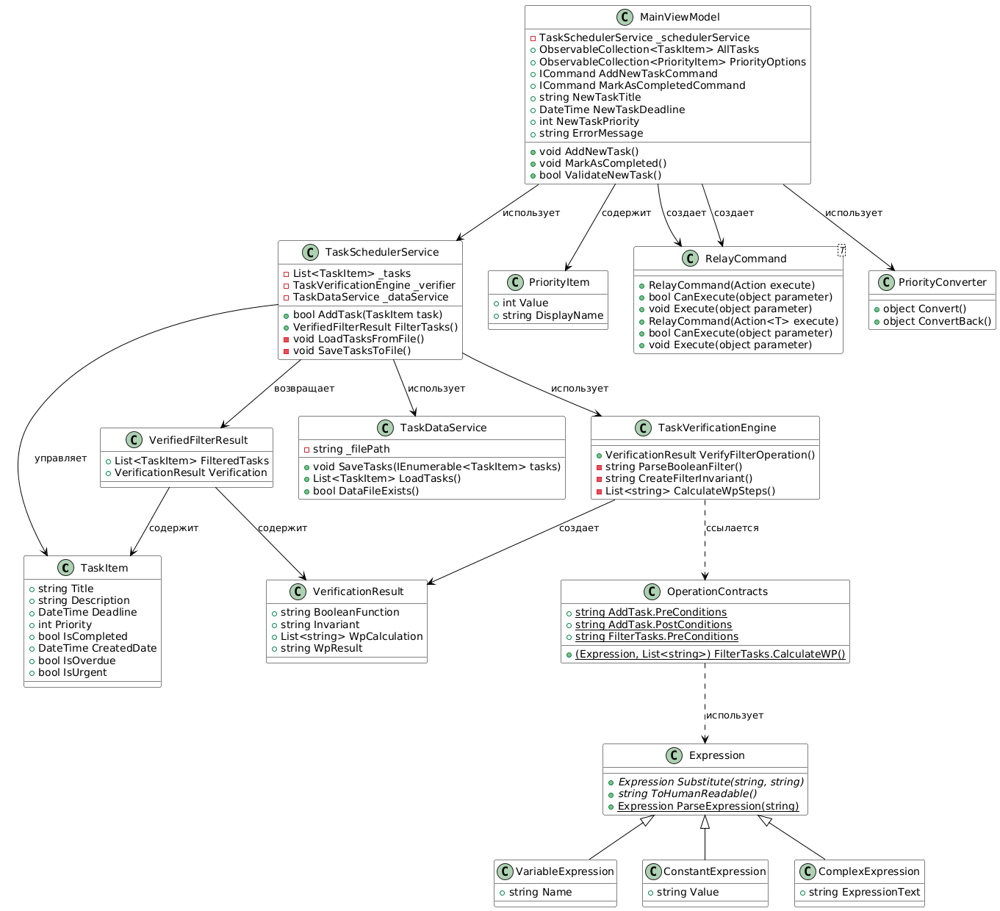 C MainViewModel
TaskSchedulerService _schedulerService
ObservableCollection<TaskItem> AllTasks
ObservableCollection<PriorityItem> PriorityOptions
ICommand AddNewTaskCommand
ICommand MarkAsCompletedCommand
string NewTaskTitle
DateTime NewTaskDeadline
int NewTaskPriority
string ErrorMessage
void AddNewTask()
void MarkAsCompleted()
bool ValidateNewTask()
использует
содержит
создает
создает
использует
C TaskSchedulerService
List<TaskItem> _tasks
TaskVerificationEngine _verifier
TaskDataService _dataService
bool AddTask(TaskItem task)
VerifiedFilterResult FilterTasks()
void LoadTasksFromFile()
void SaveTasksToFile()
C PriorityItem
int Value
string DisplayName
C RelayCommand
T
RelayCommand(Action execute)
bool CanExecute(object parameter)
void Execute(object parameter)
RelayCommand(Action<T> execute)
bool CanExecute(object parameter)
void Execute(object parameter)
C PriorityConverter
object Convert()
object ConvertBack()
управляет
возвращает
использует
использует
C VerifiedFilterResult
List<TaskItem> FilteredTasks
VerificationResult Verification
C TaskDataService
string _filePath
void SaveTasks(IEnumerable<TaskItem> tasks)
List<TaskItem> LoadTasks()
bool DataFileExists()
C TaskVerificationEngine
VerificationResult VerifyFilterOperation()
string ParseBooleanFilter()
string CreateFilterInvariant()
List<string> CalculateWpSteps()
содержит
содержит
создает
ссылается
C TaskItem
string Title
string Description
DateTime Deadline
int Priority
bool IsCompleted
DateTime CreatedDate
bool IsOverdue
bool IsUrgent
C VerificationResult
string BooleanFunction
string Invariant
List<string> WpCalculation
string WpResult
C OperationContracts
string AddTask.PreConditions
string AddTask.PostConditions
string FilterTasks.PreConditions
(Expression, List<string>) FilterTasks.CalculateWP()
использует
C Expression
Expression Substitute(string, string)
string ToHumanReadable()
Expression ParseExpression(string)
C VariableExpression
string Name
C ConstantExpression
string Value
C ComplexExpression
string ExpressionText